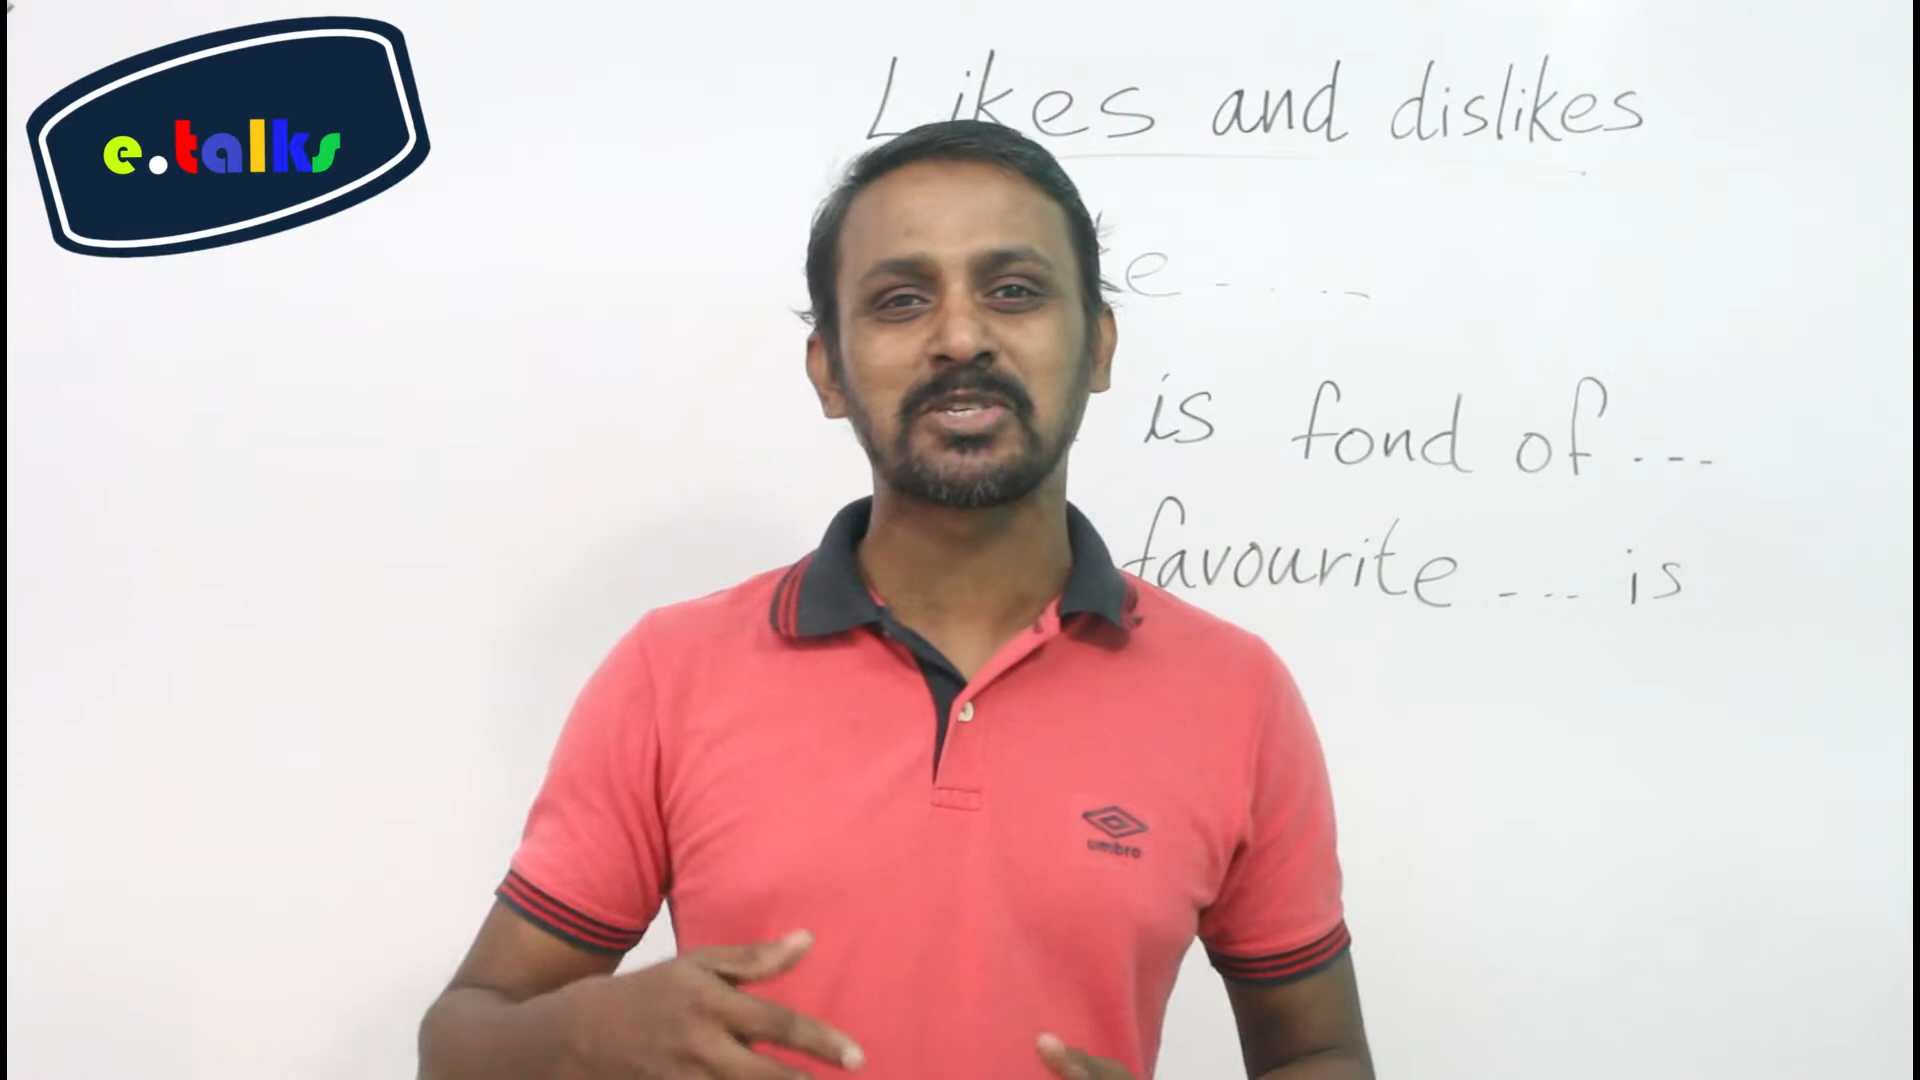 e.talks
Likes and dislikes
is fond of ...
favourite ... is
umbro